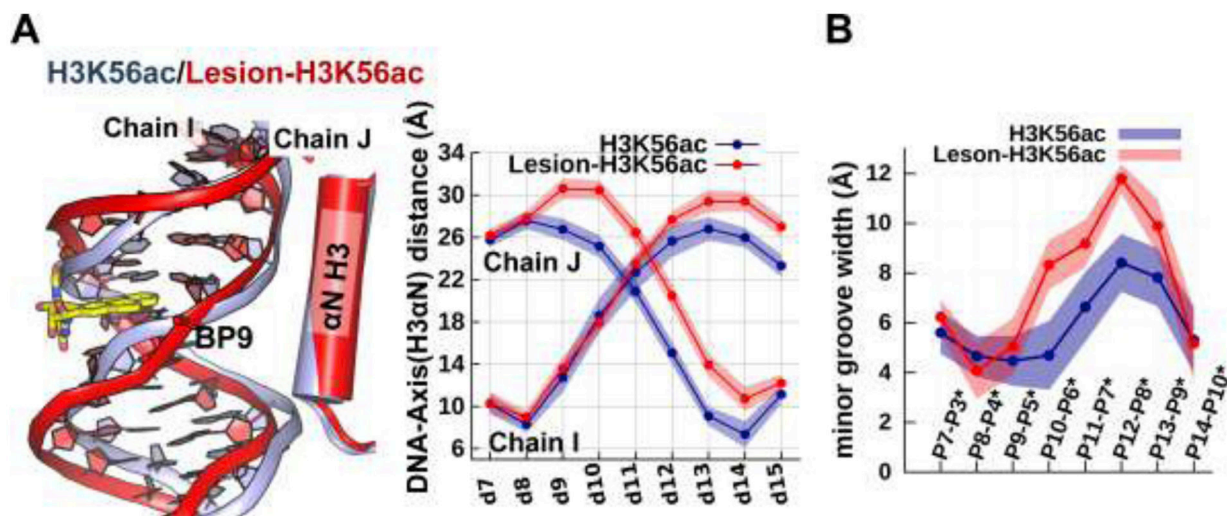 A
H3K56ac/Lesion-H3K56ac
Chain I
Chain J
αN H3
BP9
DNA-Axis(H3αN) distance (Å)
H3K56ac
Lesion-H3K56ac
34
30
26
22
18
14
10
6
Chain J
Chain I
d7
d8
d9
d10
d11
d12
d13
d14
d15
B
H3K56ac
Leson-H3K56ac
minor groove width (Å)
12
10
8
6
4
2
0
P7-P3*
P8-P4*
P9-P5*
P10-P6*
P11-P7*
P12-P8*
P13-P9*
P14-P10*